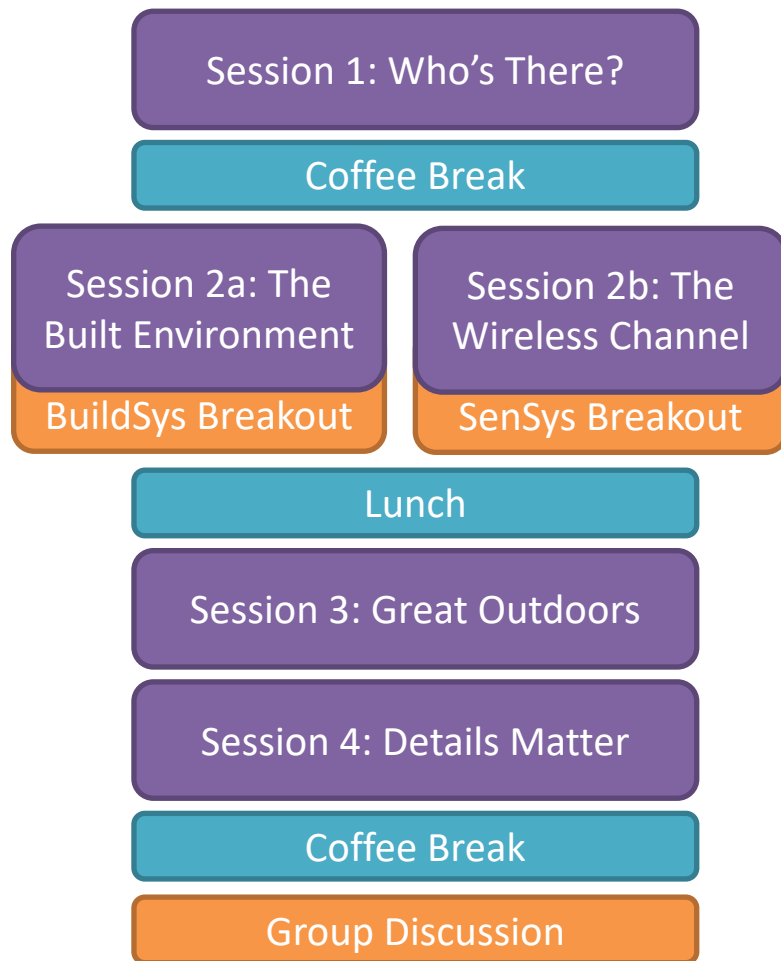 Session 1: Who’s There?
Coffee Break
Session 2a: The
Built Environment
BuildSys Breakout
Session 2b: The
Wireless Channel
SenSys Breakout
Lunch
Session 3: Great Outdoors
Session 4: Details Matter
Coffee Break
Group Discussion